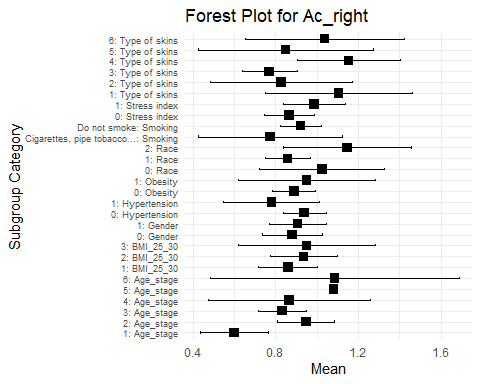 Forest Plot for Ac_right
Subgroup Category
6: Type of skins
5: Type of skins
4: Type of skins
3: Type of skins
2: Type of skins
1: Type of skins
1: Stress index
0: Stress index
Do not smoke: Smoking
Cigarettes, pipe tobacco...: Smoking
2: Race
1: Race
0: Race
1: Obesity
0: Obesity
1: Hypertension
0: Hypertension
1: Gender
0: Gender
3: BMI_25_30
2: BMI_25_30
1: BMI_25_30
6: Age_stage
5: Age_stage
4: Age_stage
3: Age_stage
2: Age_stage
1: Age_stage
0.4 0.8 1.2 1.6
Mean